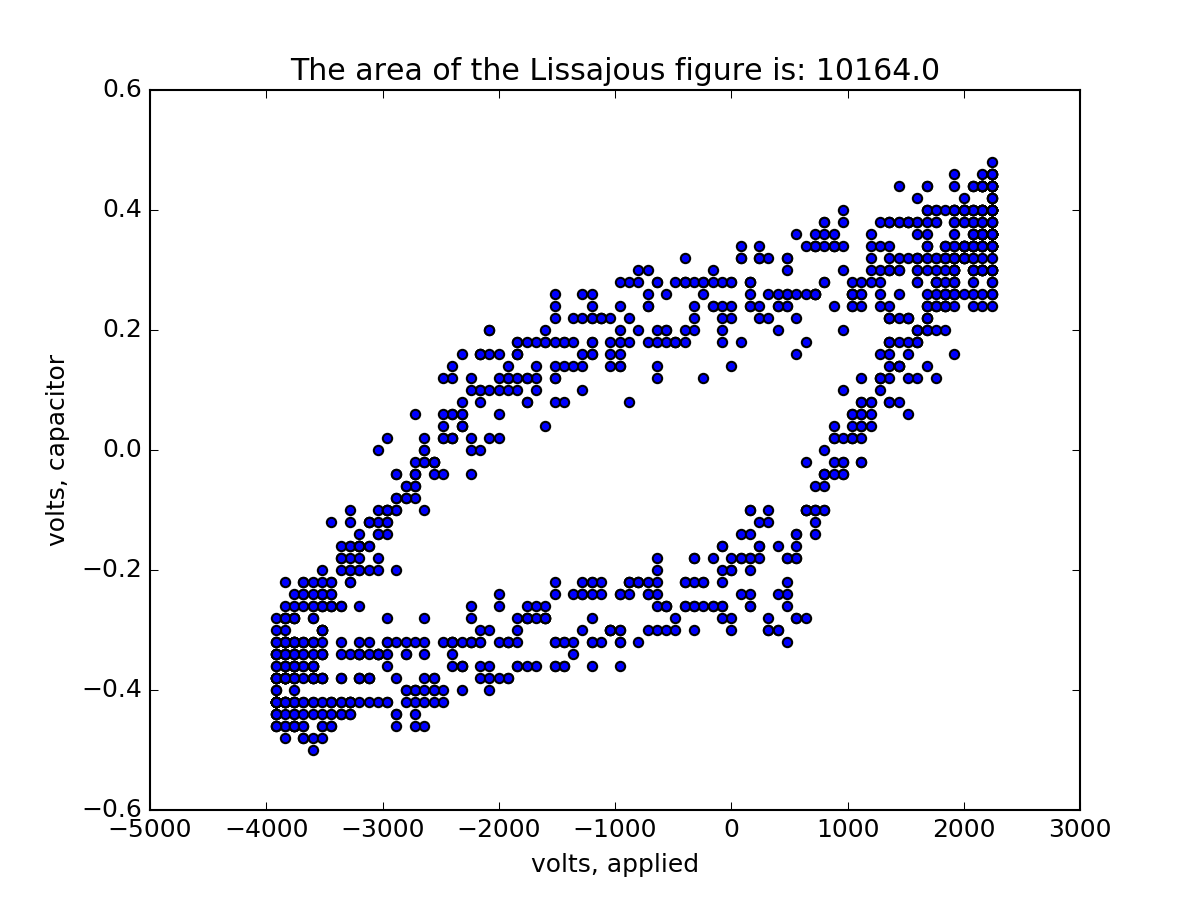 The area of the Lissajous figure is: 10164.0
0.6
0.4
0.2
0.0
−0.2
−0.4
−0.6
volts, capacitor
−5000 −4000 −3000 −2000 −1000 0 1000 2000 3000
volts, applied